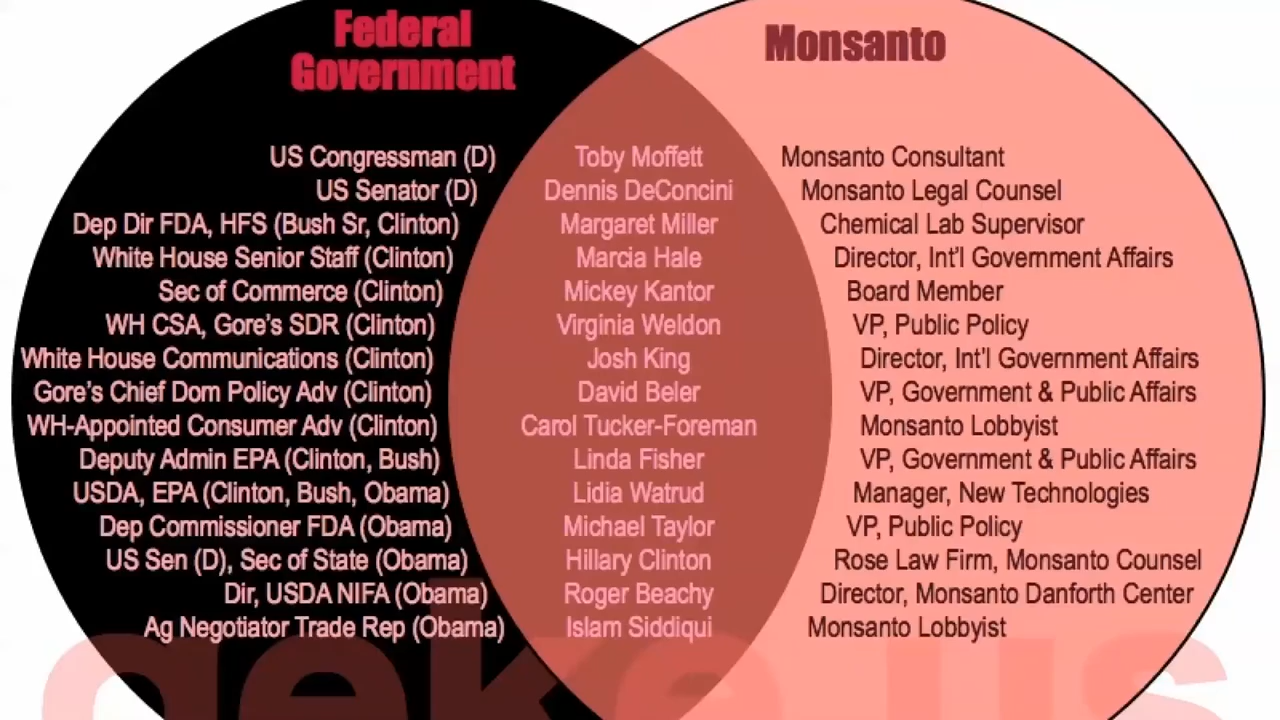 Federal
Government
Monsanto
US Congressman (D) Toby Moffett Monsanto Consultant
US Senator (D) Dennis DeConcini Monsanto Legal Counsel
Dep Dir FDA, HFS (Bush Sr, Clinton) Margaret Miller Chemical Lab Supervisor
White House Senior Staff (Clinton) Marcia Hale Director, Int'l Government Affairs
Sec of Commerce (Clinton) Mickey Kantor Board Member
WH CSA, Gore's SDR (Clinton) Virginia Weldon VP, Public Policy
White House Communications (Clinton) Josh King Director, Int'l Government Affairs
Gore's Chief Dom Policy Adv (Clinton) David Beler VP, Government & Public Affairs
WH-Appointed Consumer Adv (Clinton) Carol Tucker-Foreman Monsanto Lobbyist
Deputy Admin EPA (Clinton, Bush) Linda Fisher VP, Government & Public Affairs
USDA, EPA (Clinton, Bush, Obama) Lidia Watrud Manager, New Technologies
Dep Commissioner FDA (Obama) Michael Taylor VP, Public Policy
US Sen (D), Sec of State (Obama) Hillary Clinton Rose Law Firm, Monsanto Counsel
Dir, USDA NIFA (Obama) Roger Beachy Director, Monsanto Danforth Center
Ag Negotiator Trade Rep (Obama) Islam Siddiqui Monsanto Lobbyist